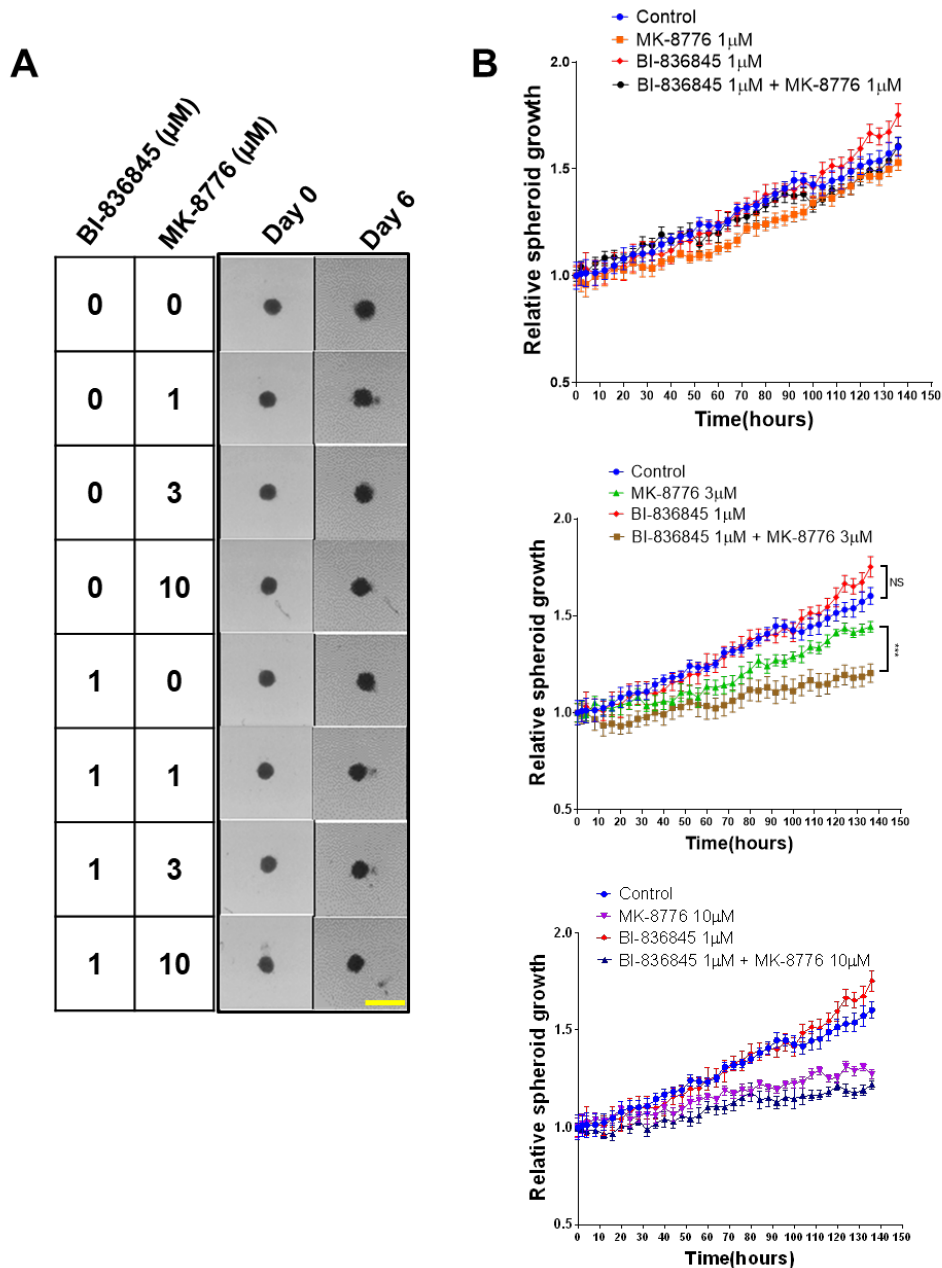 A
BI-836845 (µM)
MK-8776 (µM)
Day 0
Day 6
0 0
0 1
0 3
0 10
1 0
1 1
1 3
1 10
B
Control
MK-8776 1µM
BI-836845 1µM
BI-836845 1µM + MK-8776 1µM
Relative spheroid growth
2.0
1.5
1.0
0.5
0 10 20 30 40 50 60 70 80 90 100 110 120 130 140 150
Time(hours)
Control
MK-8776 3µM
BI-836845 1µM
BI-836845 1µM + MK-8776 3µM
Relative spheroid growth
2.0
1.5
1.0
0.5
NS
***
0 10 20 30 40 50 60 70 80 90 100 110 120 130 140 150
Time(hours)
Control
MK-8776 10µM
BI-836845 1µM
BI-836845 1µM + MK-8776 10µM
Relative spheroid growth
2.0
1.5
1.0
0.5
0 10 20 30 40 50 60 70 80 90 100 110 120 130 140 150
Time(hours)